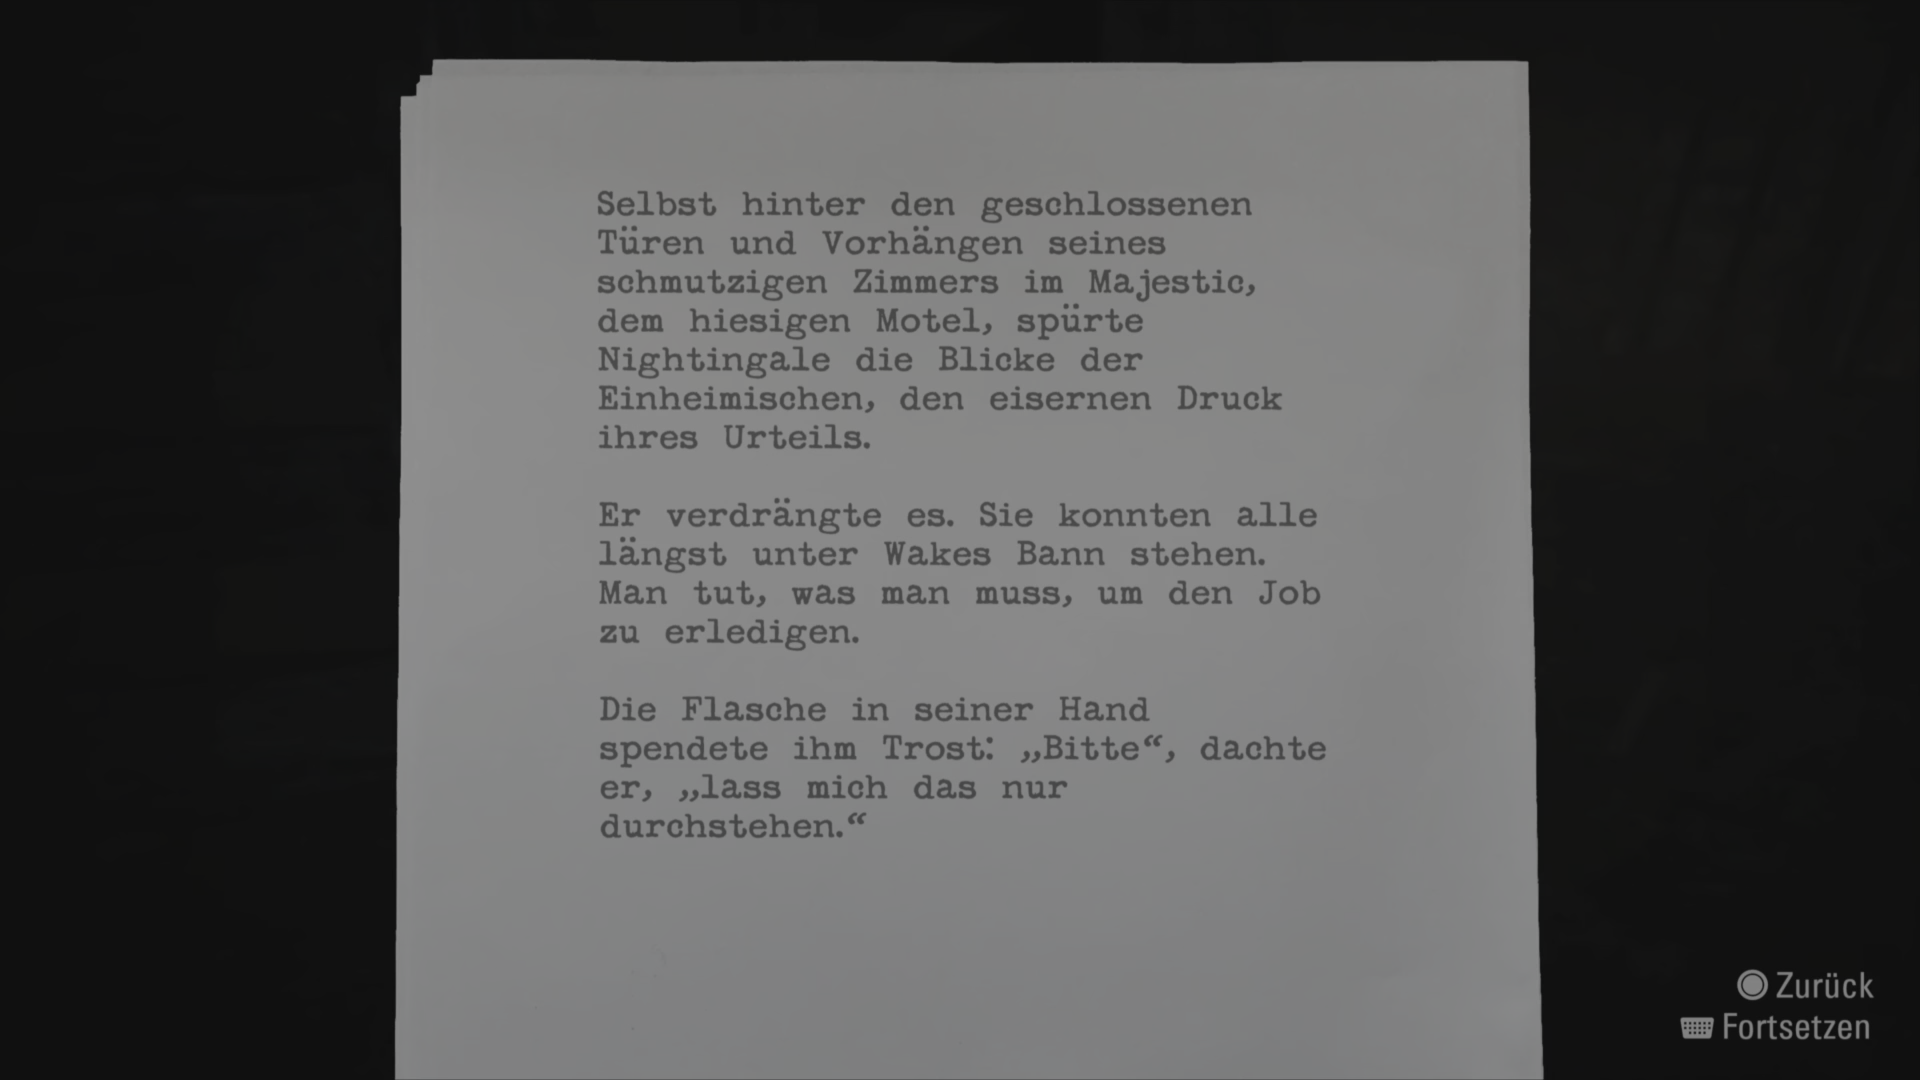 Selbst hinter den geschlossenen
Türen und Vorhängen seines
schmutzigen Zimmers im Majestic,
dem hiesigen Motel, spürte
Nightingale die Blicke der
Einheimischen, den eisernen Druck
ihres Urteils.
Er verdrängte es. Sie konnten alle
längst unter Wakes Bann stehen.
Man tut, was man muss, um den Job
zu erledigen.
Die Flasche in seiner Hand
spendete ihm Trost: „Bitte“, dachte
er, „lass mich das nur
durchstehen.“
Zurück
Fortsetzen